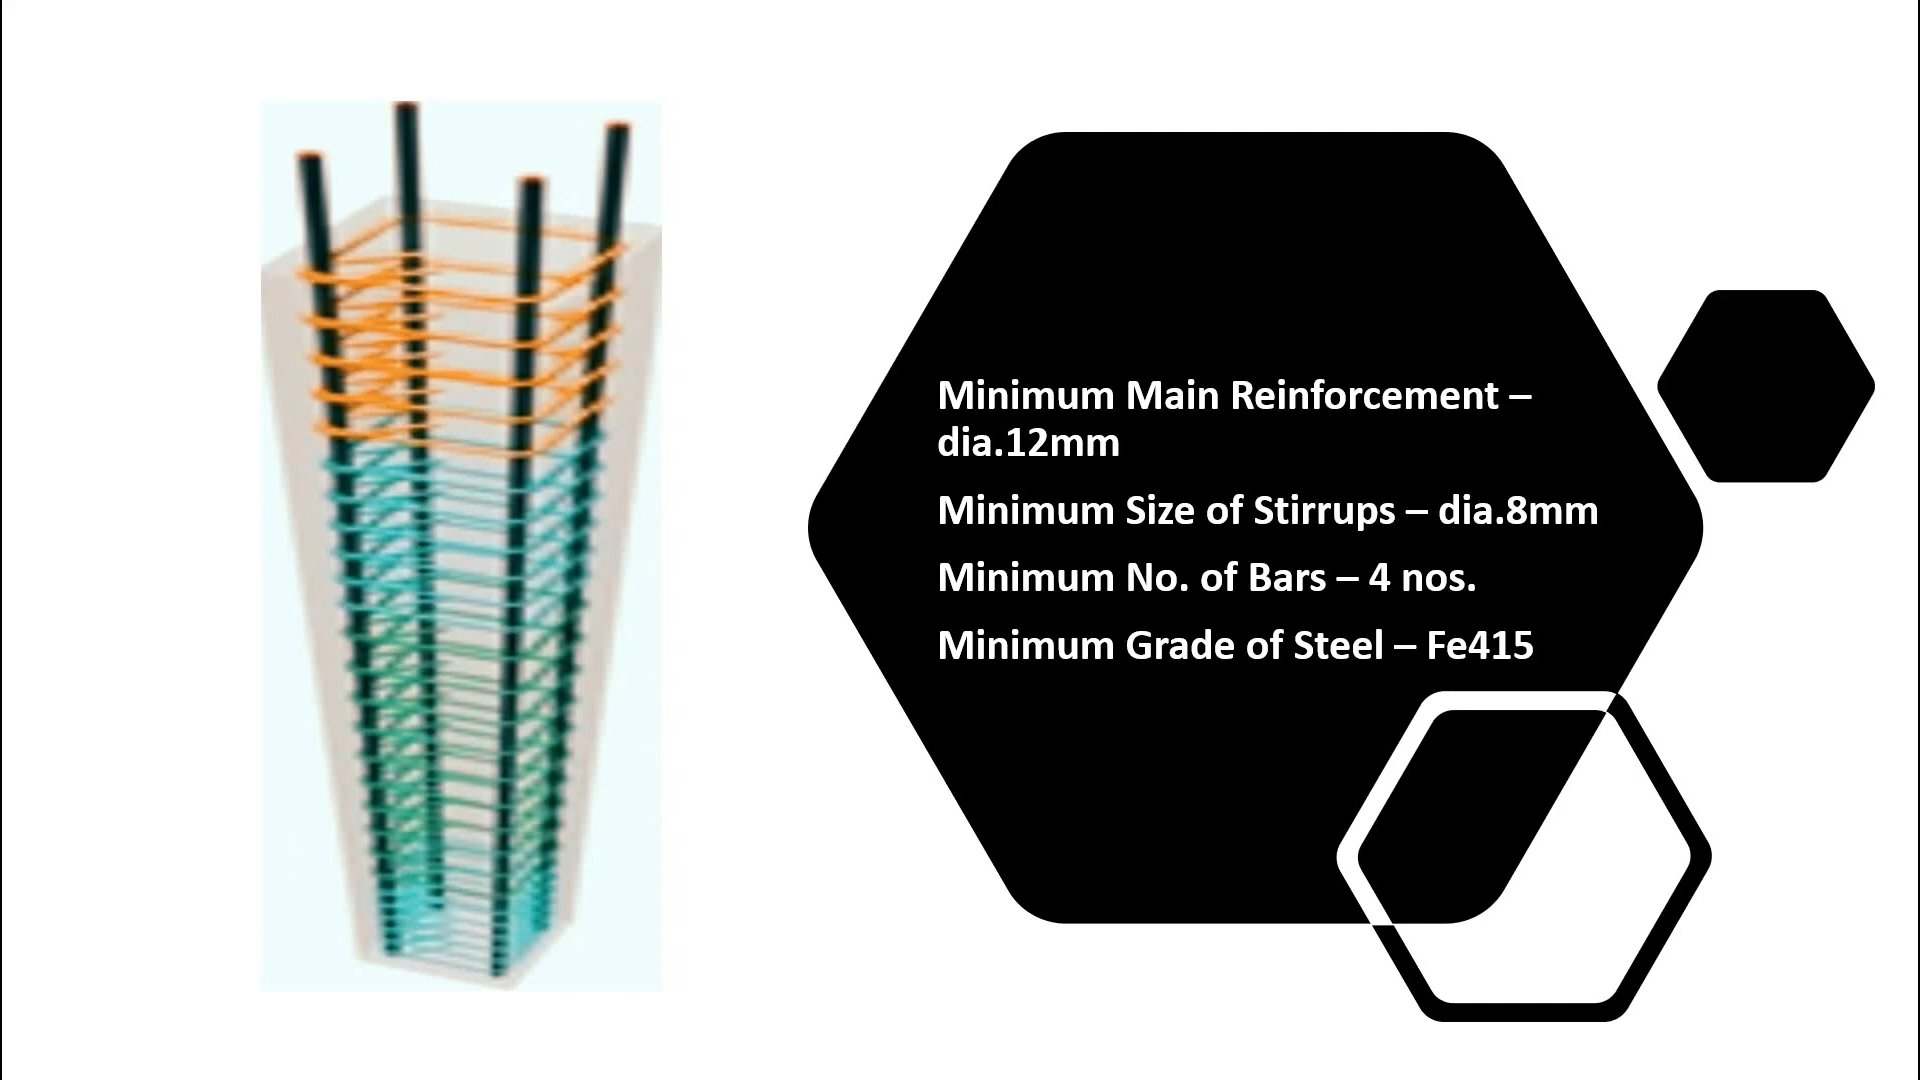 Minimum Main Reinforcement –
dia.12mm
Minimum Size of Stirrups – dia.8mm
Minimum No. of Bars – 4 nos.
Minimum Grade of Steel – Fe415